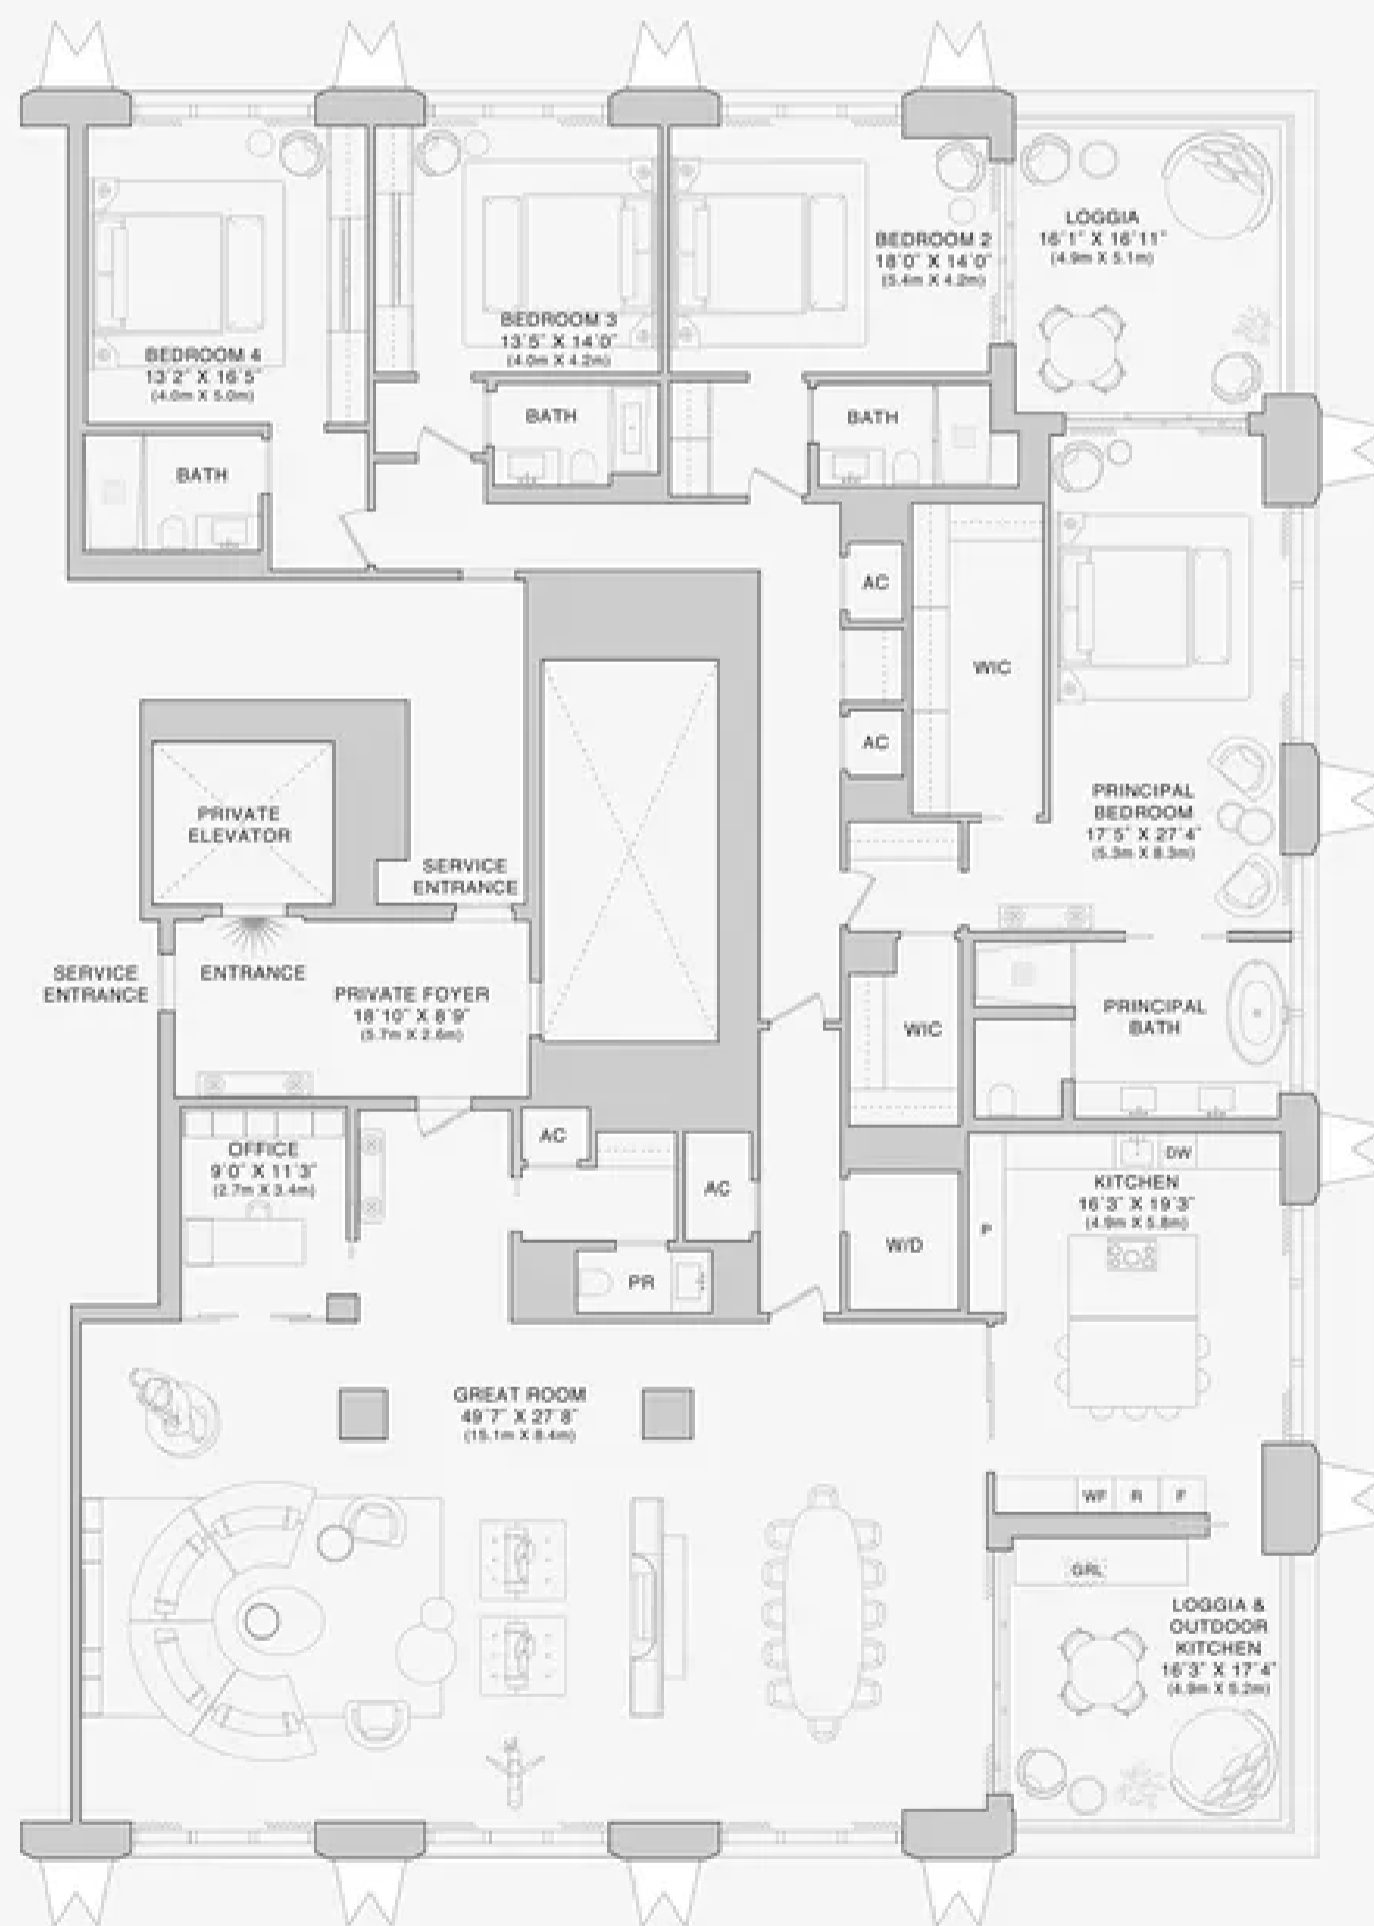 LOGGIA
16'1" X 16'11"
(4.9m X 5.1m)
BEDROOM 2
18'0" X 14'0"
(5.4m X 4.2m)
BEDROOM 3
13'5" X 14'0"
(4.0m X 4.2m)
BEDROOM 4
13'2" X 16'5"
(4.0m X 5.0m)
BATH
BATH
BATH
AC
WIC
AC
PRINCIPAL
BEDROOM
17'5" X 27'4"
(5.3m X 8.3m)
PRIVATE
ELEVATOR
SERVICE
ENTRANCE
SERVICE
ENTRANCE
ENTRANCE
PRIVATE FOYER
18'10" X 8'9"
(5.7m X 2.6m)
WIC
PRINCIPAL
BATH
OFFICE
9'0" X 11'3"
(2.7m X 3.4m)
AC
AC
PR
W/D
P
DW
KITCHEN
16'3" X 19'3"
(4.9m X 5.8m)
GREAT ROOM
49'7" X 27'8"
(15.1m X 8.4m)
WF R F
GRL
LOGGIA &
OUTDOOR
KITCHEN
16'3" X 17'4"
(4.9m X 5.2m)